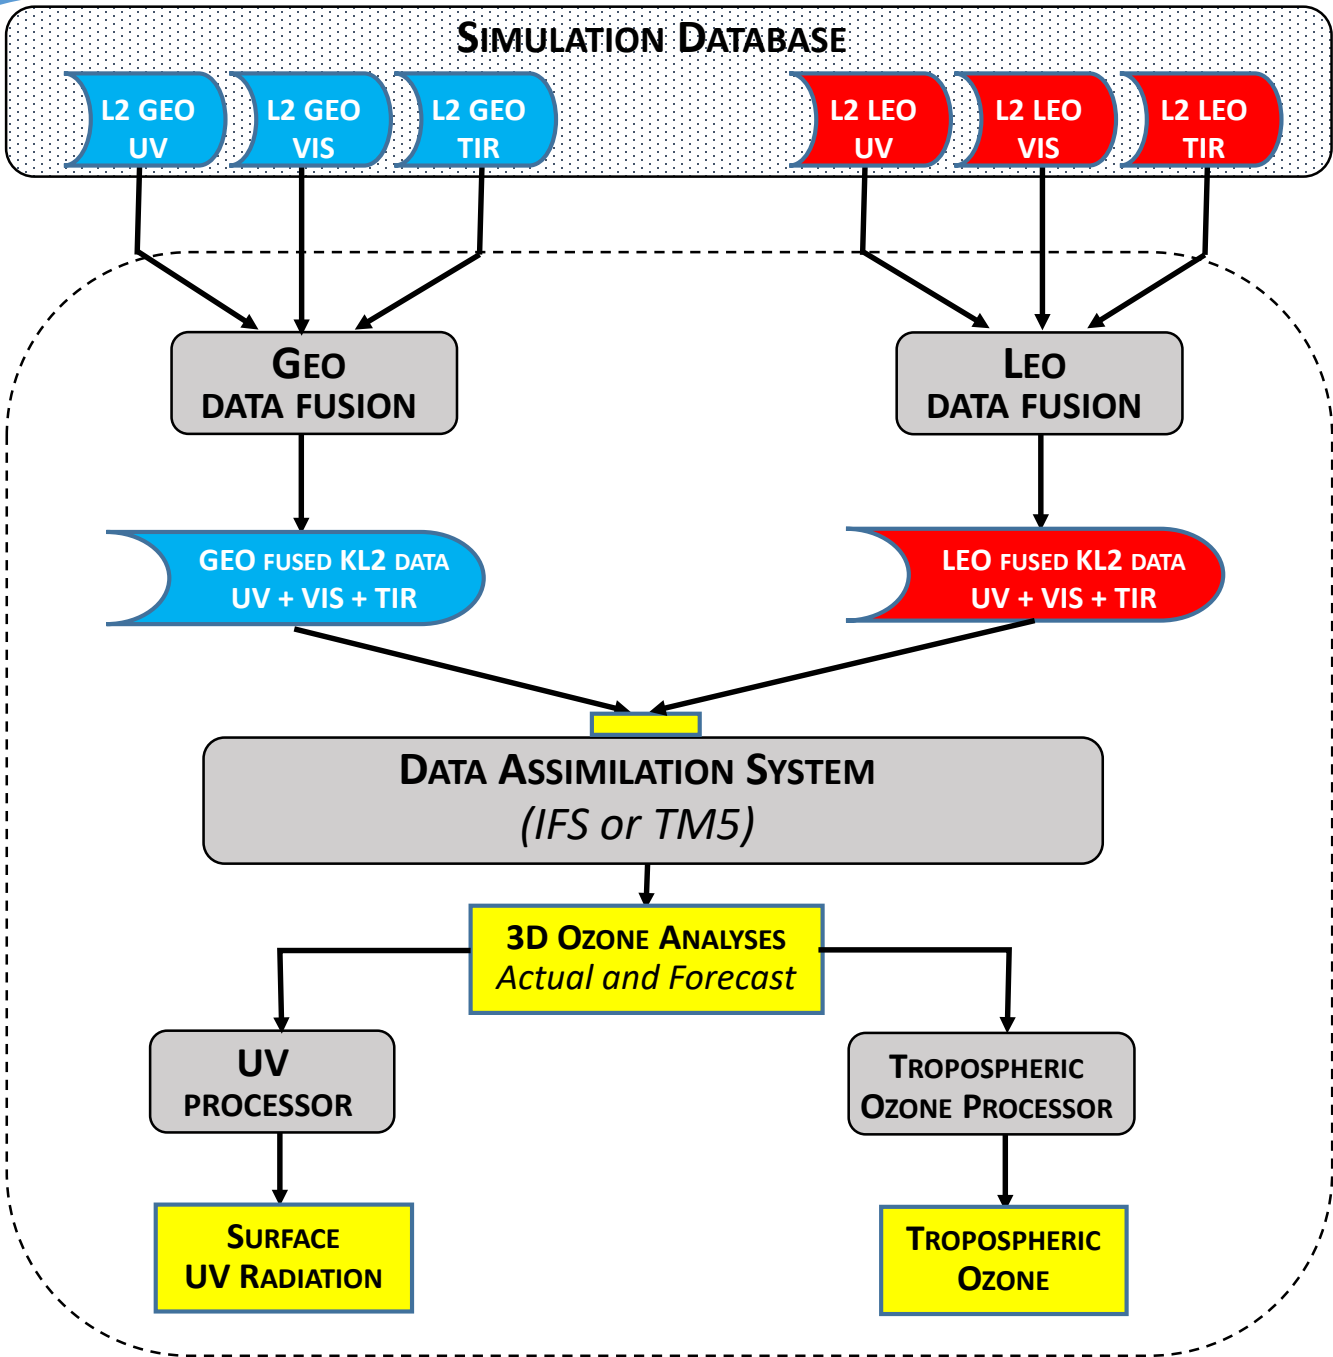 SIMULATION DATABASE
L2 GEO
UV
L2 GEO
VIS
L2 GEO
TIR
L2 LEO
UV
L2 LEO
VIS
L2 LEO
TIR
GEO
DATA FUSION
LEO
DATA FUSION
GEO FUSED KL2 DATA
UV + VIS + TIR
LEO FUSED KL2 DATA
UV + VIS + TIR
DATA ASSIMILATION SYSTEM
(IFS or TM5)
3D OZONE ANALYSES
Actual and Forecast
UV
PROCESSOR
TROPOSPHERIC
OZONE PROCESSOR
SURFACE
UV RADIATION
TROPOSPHERIC
OZONE